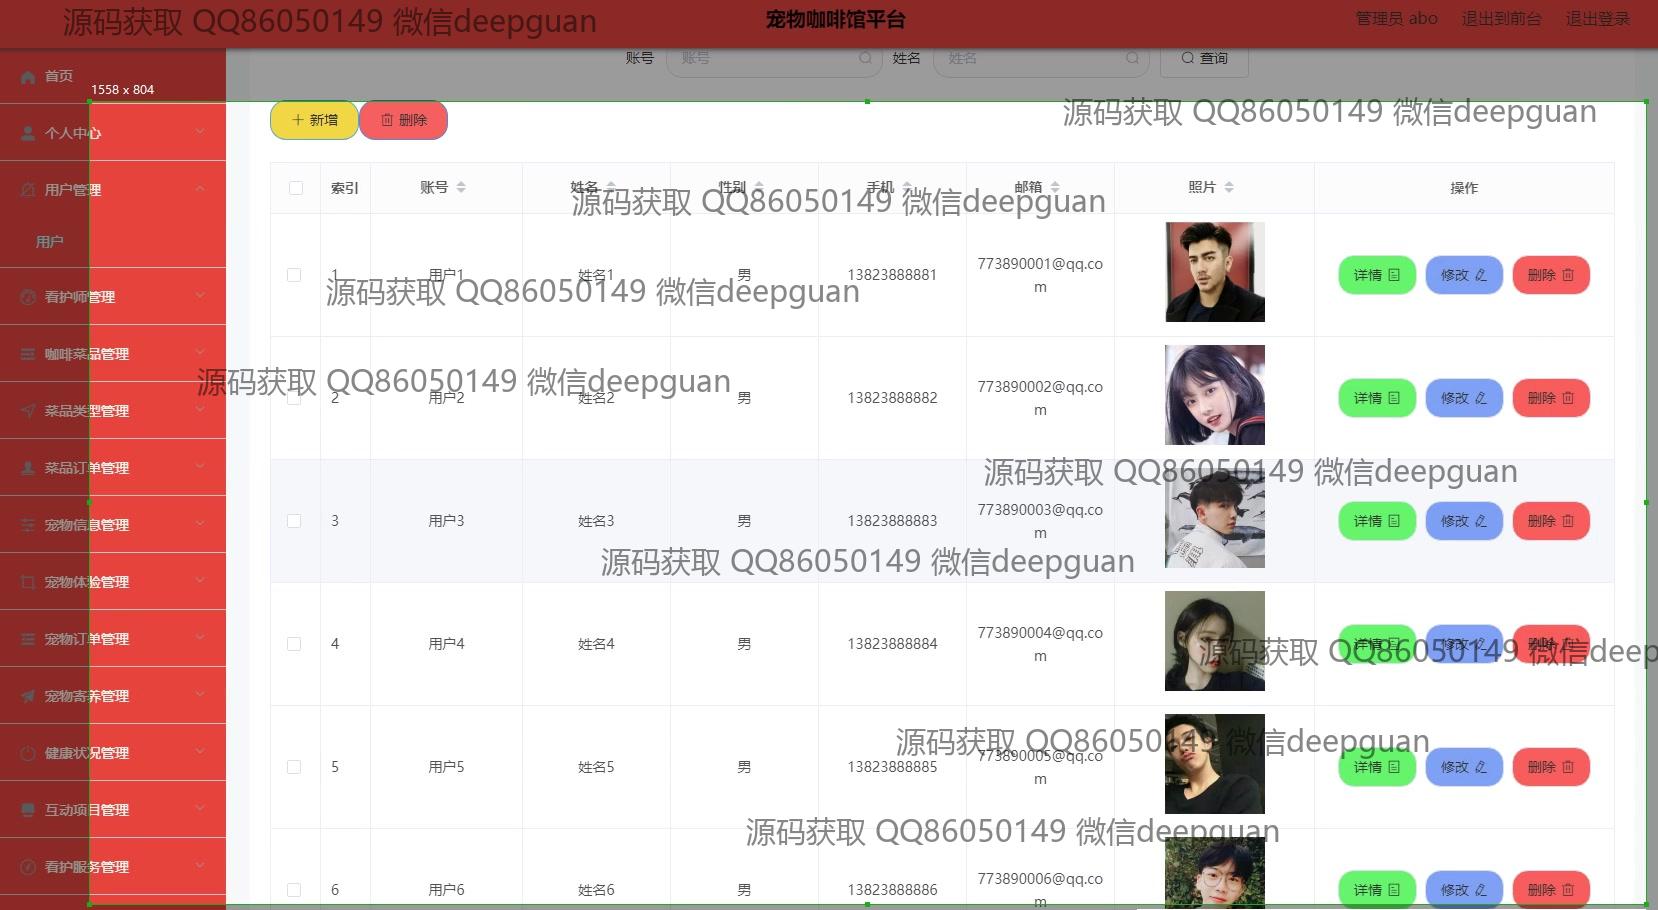 源码获取 QQ86050149 微信deepguan
宠物咖啡馆平台
管理员 abo 退出到前台 退出登录
账号 账号 姓名 姓名 查询
首页
1558 x 804
个人中心
用户管理
用户
看护师管理
咖啡菜品管理
菜品类型管理
菜品订单管理
宠物信息管理
宠物体验管理
宠物订单管理
宠物寄养管理
健康状况管理
互动项目管理
看护服务管理
新增 删除
源码获取 QQ86050149 微信deepguan
索引 账号 姓名 性别 手机 邮箱 照片 操作
源码获取 QQ86050149 微信deepguan
1 用户1 姓名1 男 13823888881 773890001@qq.co
m
详情 修改 删除
源码获取 QQ86050149 微信deepguan
源码获取 QQ86050149 微信deepguan
2 用户2 姓名2 男 13823888882 773890002@qq.co
m
详情 修改 删除
源码获取 QQ86050149 微信deepguan
3 用户3 姓名3 男 13823888883 773890003@qq.co
m
详情 修改 删除
源码获取 QQ86050149 微信deepguan
4 用户4 姓名4 男 13823888884 773890004@qq.co
m
详情 修改 删除
源码获取 QQ86050149 微信deep
源码获取 QQ86050149 微信deepguan
5 用户5 姓名5 男 13823888885 773890005@qq.co
m
详情 修改 删除
源码获取 QQ86050149 微信deepguan
6 用户6 姓名6 男 13823888886 773890006@qq.co
m
详情 修改 删除